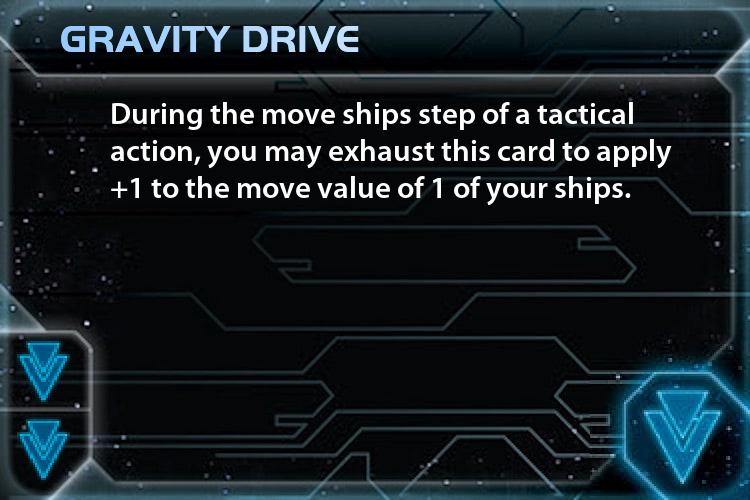 GRAVITY DRIVE
During the move ships step of a tactical
action, you may exhaust this card to apply
+1 to the move value of 1 of your ships.